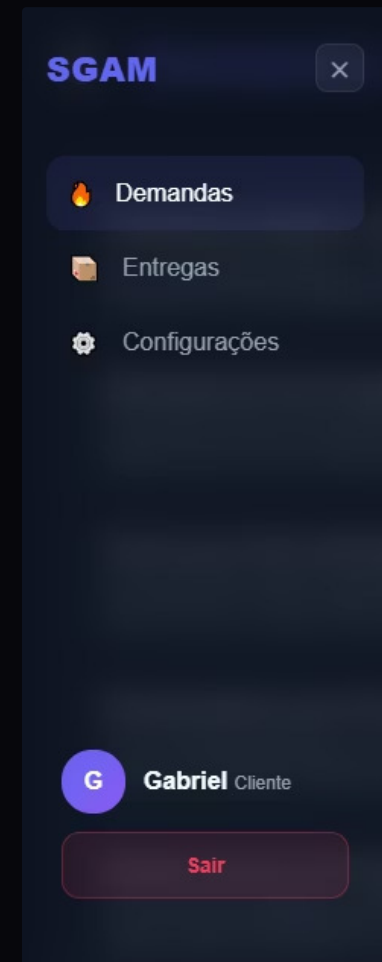 SGAM
Demandas
Entregas
Configurações
G
Gabriel Cliente
Sair